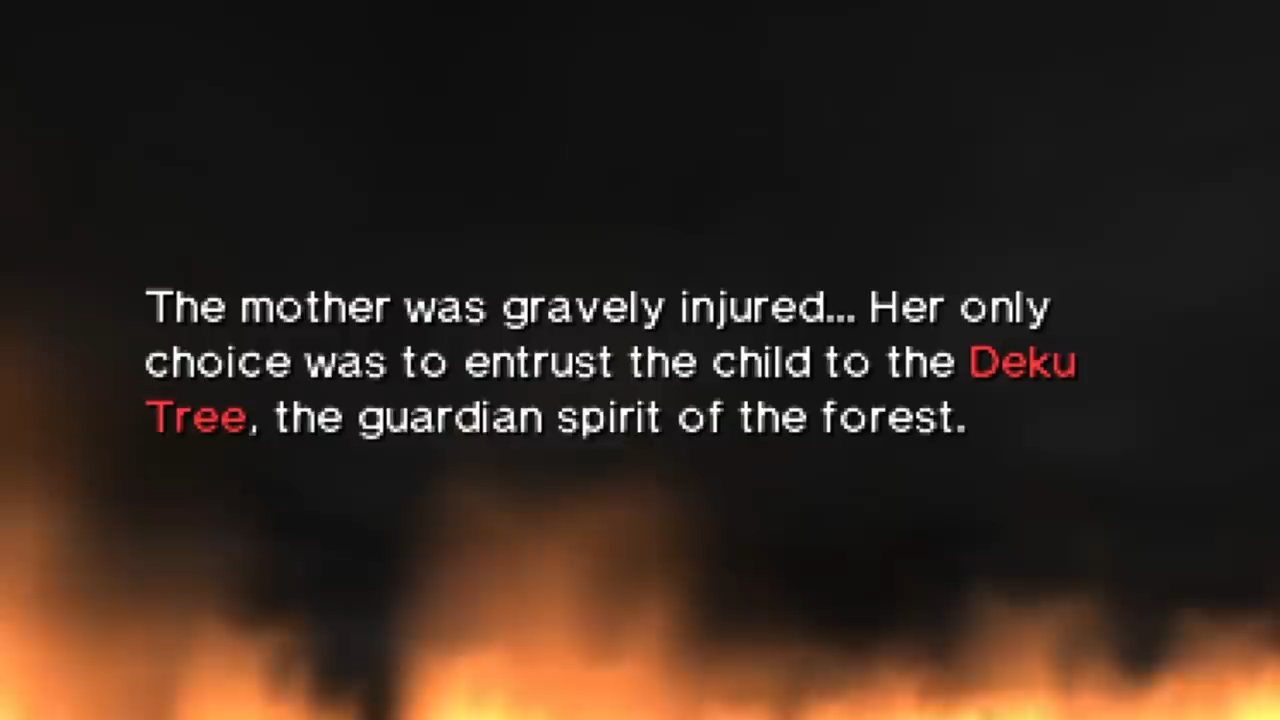 The mother was gravely injured... Her only
choice was to entrust the child to the Deku
Tree, the guardian spirit of the forest.